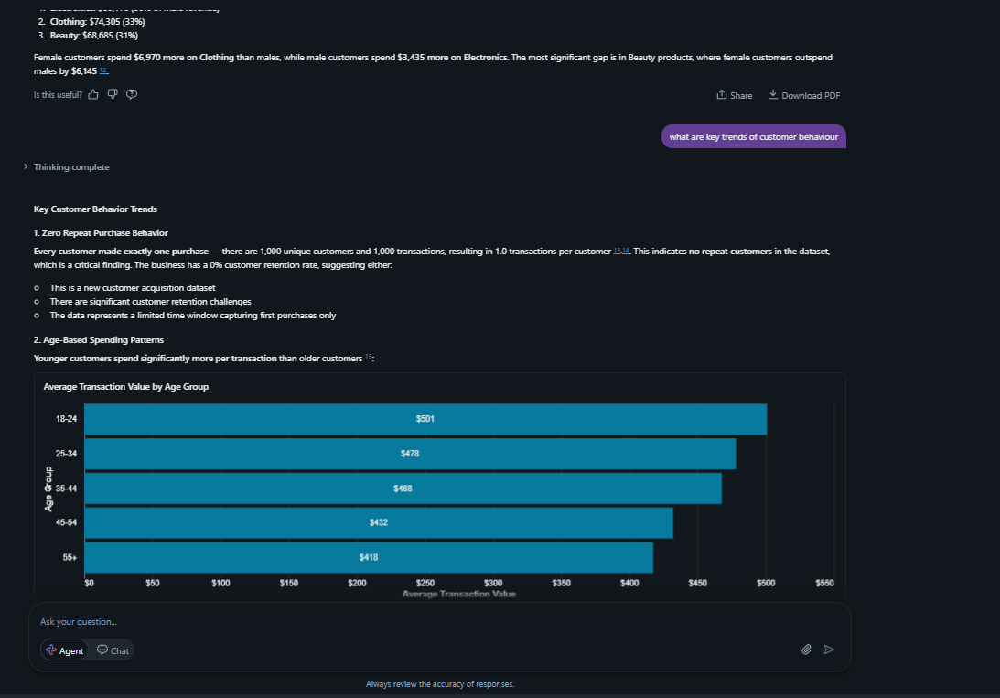 2. Clothing: $74,305 (33%)
3. Beauty: $68,685 (31%)
Female customers spend $6,970 more on Clothing than males, while male customers spend $3,435 more on Electronics. The most significant gap is in Beauty products, where female customers outspend
males by $6,145 12.
Is this useful?
Share
Download PDF
what are key trends of customer behaviour
Thinking complete
Key Customer Behavior Trends
1. Zero Repeat Purchase Behavior
Every customer made exactly one purchase — there are 1,000 unique customers and 1,000 transactions, resulting in 1.0 transactions per customer 13,14. This indicates no repeat customers in the dataset,
which is a critical finding. The business has a 0% customer retention rate, suggesting either:
This is a new customer acquisition dataset
There are significant customer retention challenges
The data represents a limited time window capturing first purchases only
2. Age-Based Spending Patterns
Younger customers spend significantly more per transaction than older customers 15:
Average Transaction Value by Age Group
18-24 $501
25-34 $478
35-44 $468
45-54 $432
55+ $418
Age Group
$0 $50 $100 $150 $200 $250 $300 $350 $400 $450 $500 $550
Average Transaction Value
Ask your question...
Agent
Chat
Always review the accuracy of responses.